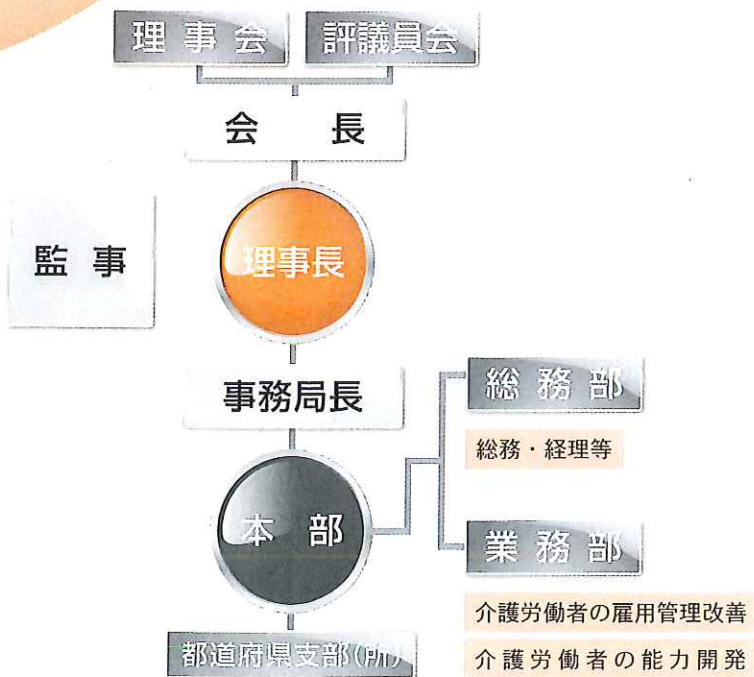 理事会
評議員会
会長
理事長
監事
事務局長
総務部
総務・経理等
本部
業務部
介護労働者の雇用管理改善
都道府県支部(所)
介護労働者の能力開発